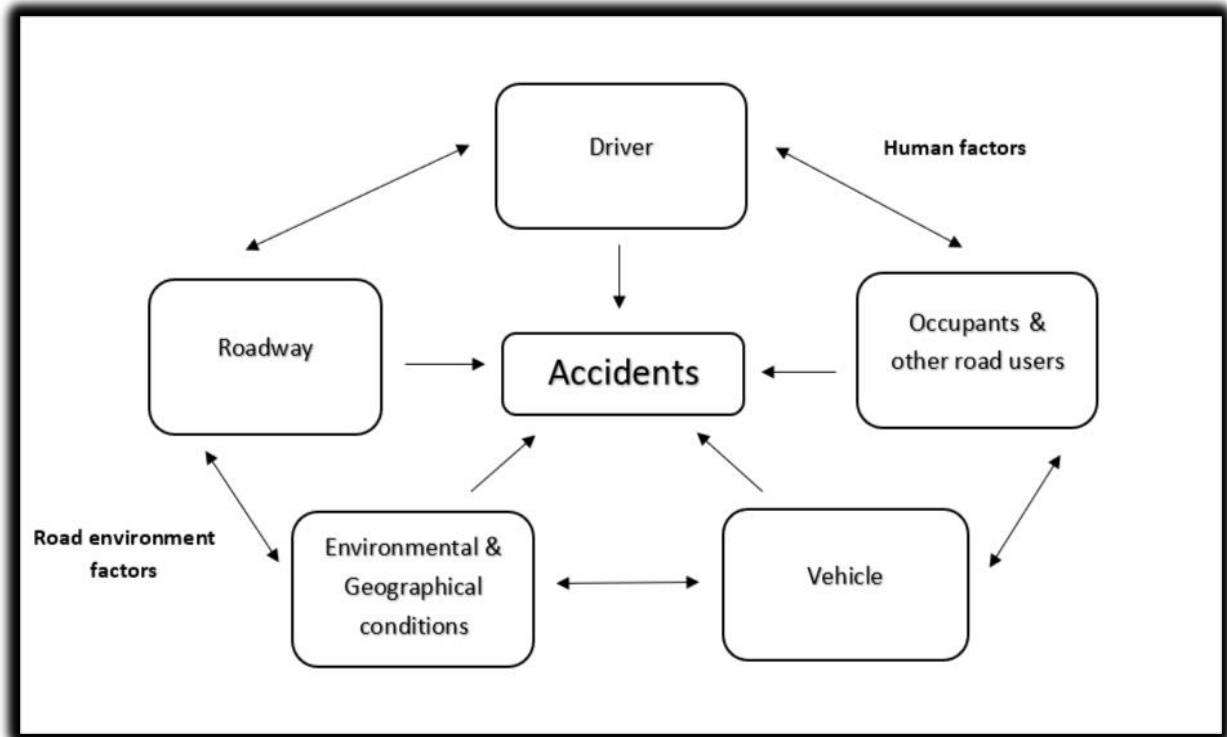 Driver
Human factors
Roadway
Accidents
Occupants &
other road users
Road environment
factors
Environmental &
Geographical
conditions
Vehicle